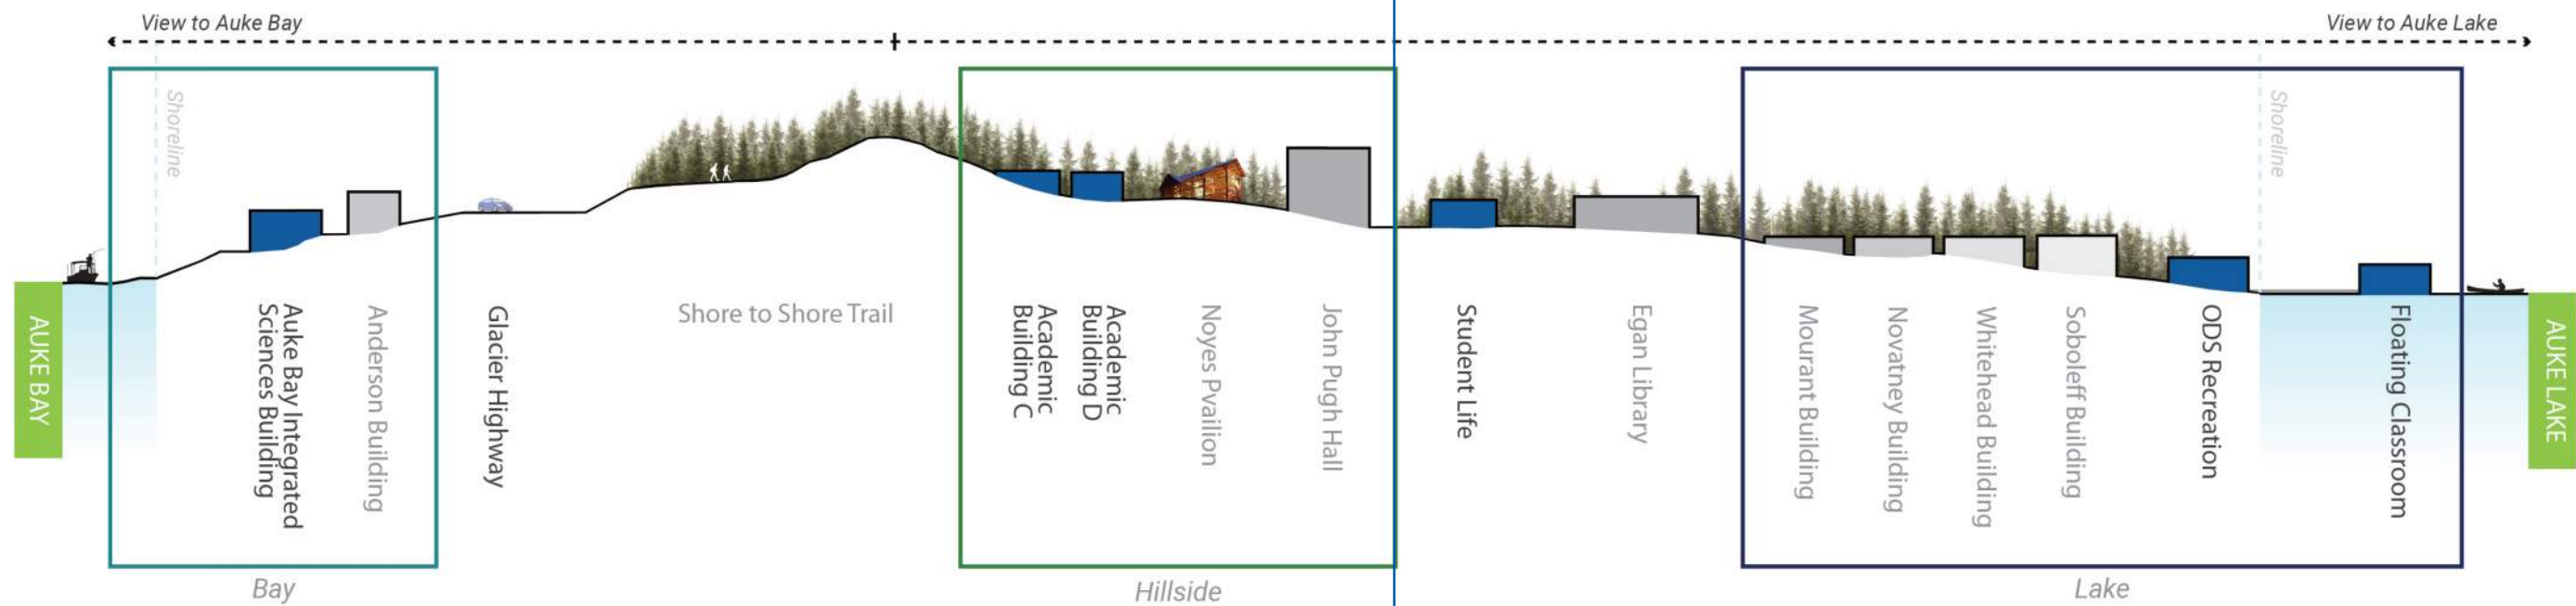 View to Auke Bay
View to Auke Lake
Shoreline
Shoreline
AUKE BAY
Auke Bay Integrated
Sciences Building
Anderson Building
Glacier Highway
Shore to Shore Trail
Academic
Building C
Academic
Building D
Noyes Pvailion
John Pugh Hall
Student Life
Egan Library
Mourant Building
Novatney Building
Whitehead Building
Soboleff Building
ODS Recreation
Floating Classroom
AUKE LAKE
Bay
Hillside
Lake